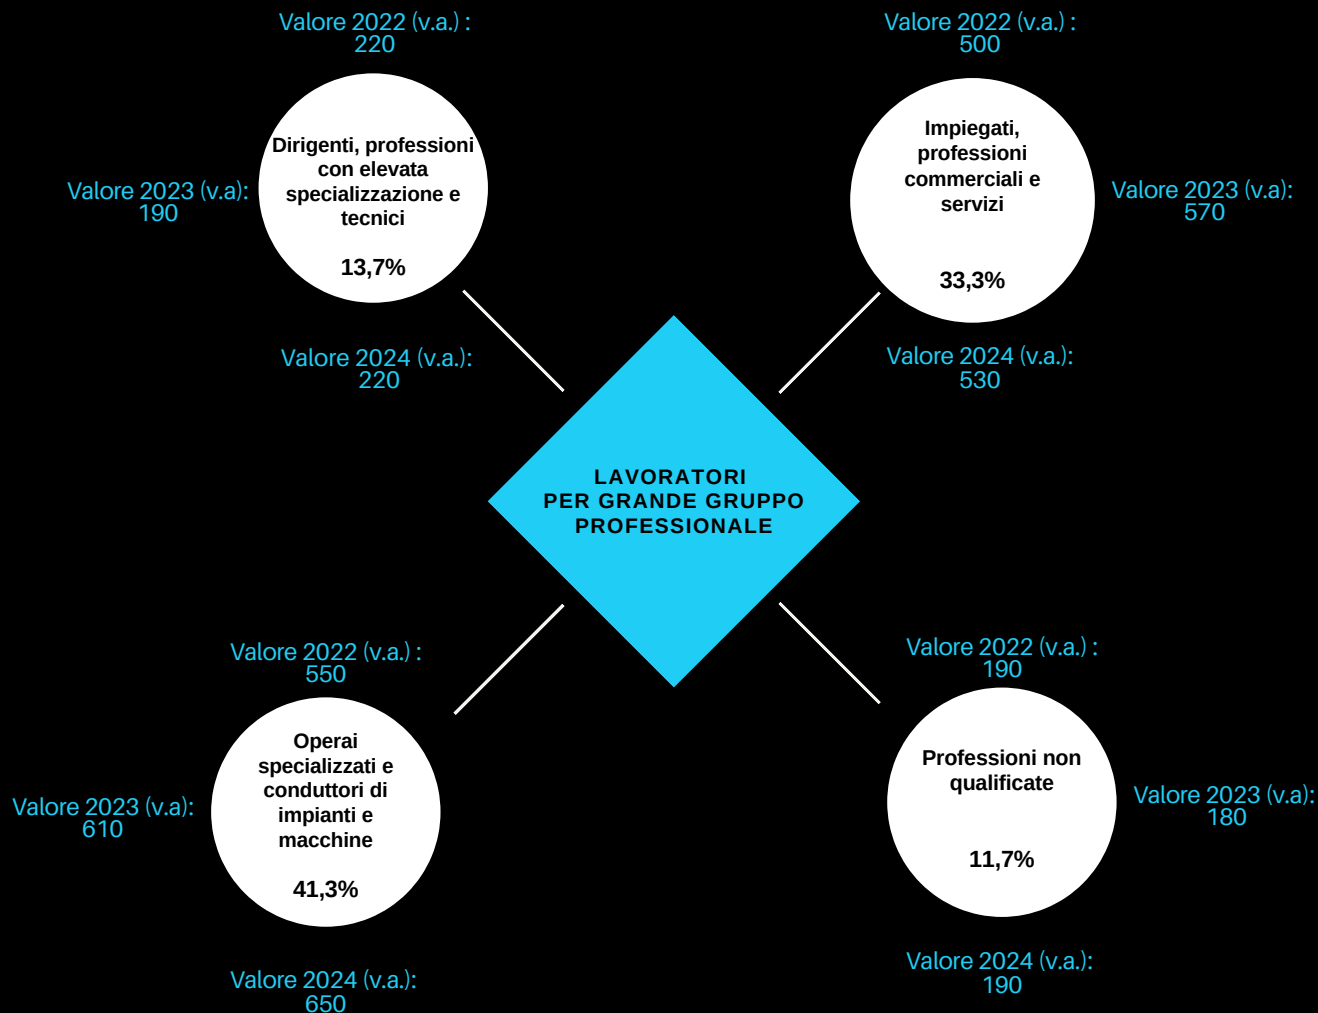 Valore 2022 (v.a.) :
220
Dirigenti, professioni
con elevata
specializzazione e
tecnici
13,7%
Valore 2023 (v.a):
190
Valore 2024 (v.a.):
220
Valore 2022 (v.a.) :
500
Impiegati,
professioni
commerciali e
servizi
33,3%
Valore 2023 (v.a):
570
Valore 2024 (v.a.):
530
LAVORATORI
PER GRANDE GRUPPO
PROFESSIONALE
Valore 2022 (v.a.) :
550
Operai
specializzati e
conduttori di
impianti e
macchine
41,3%
Valore 2023 (v.a):
610
Valore 2024 (v.a.):
650
Valore 2022 (v.a.) :
190
Professioni non
qualificate
11,7%
Valore 2023 (v.a):
180
Valore 2024 (v.a.):
190